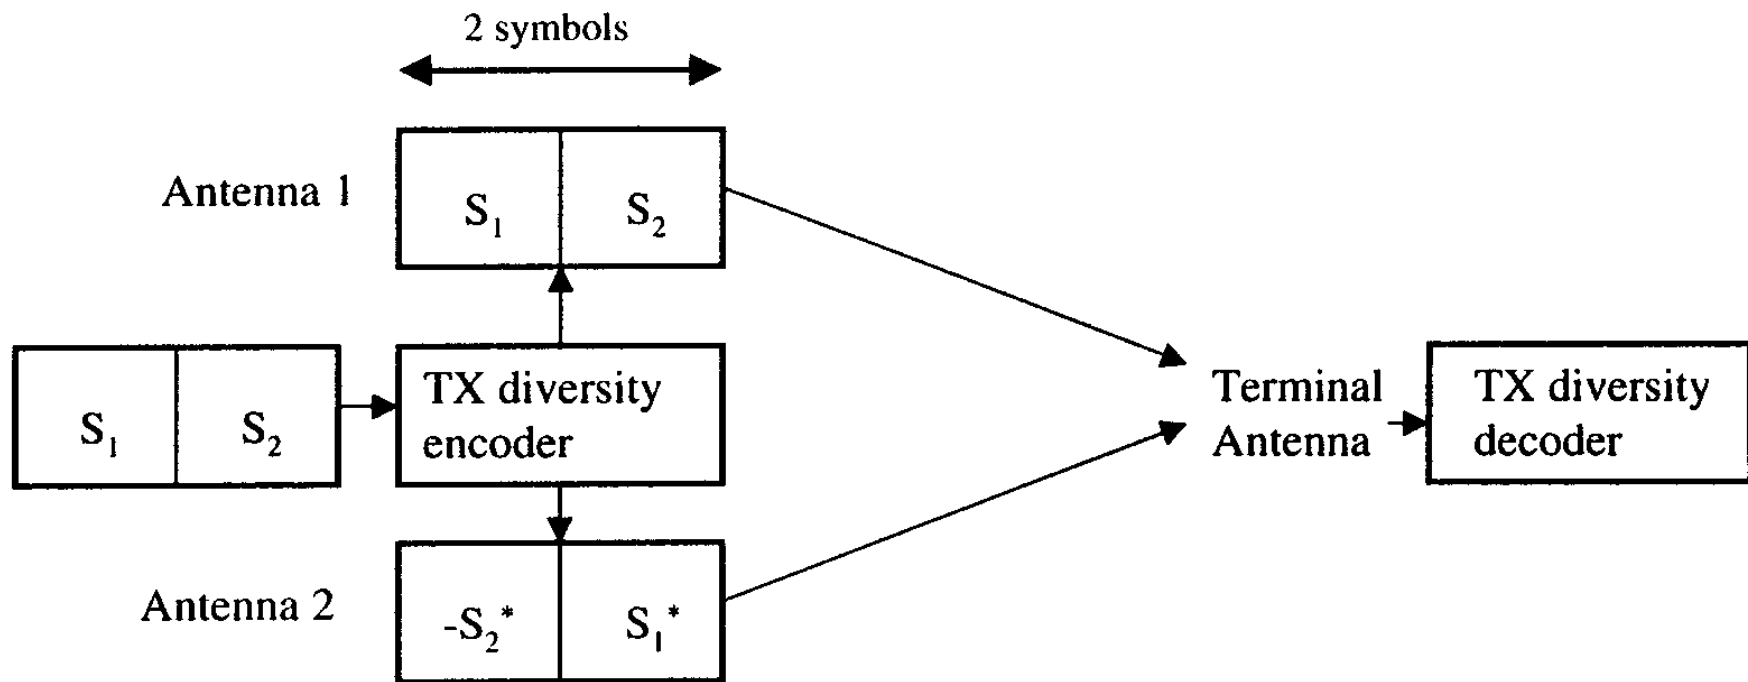 2 symbols
Antenna 1
S₁ S₂
S₁ S₂
TX diversity
encoder
Terminal
Antenna
TX diversity
decoder
Antenna 2
-S₂* S₁*